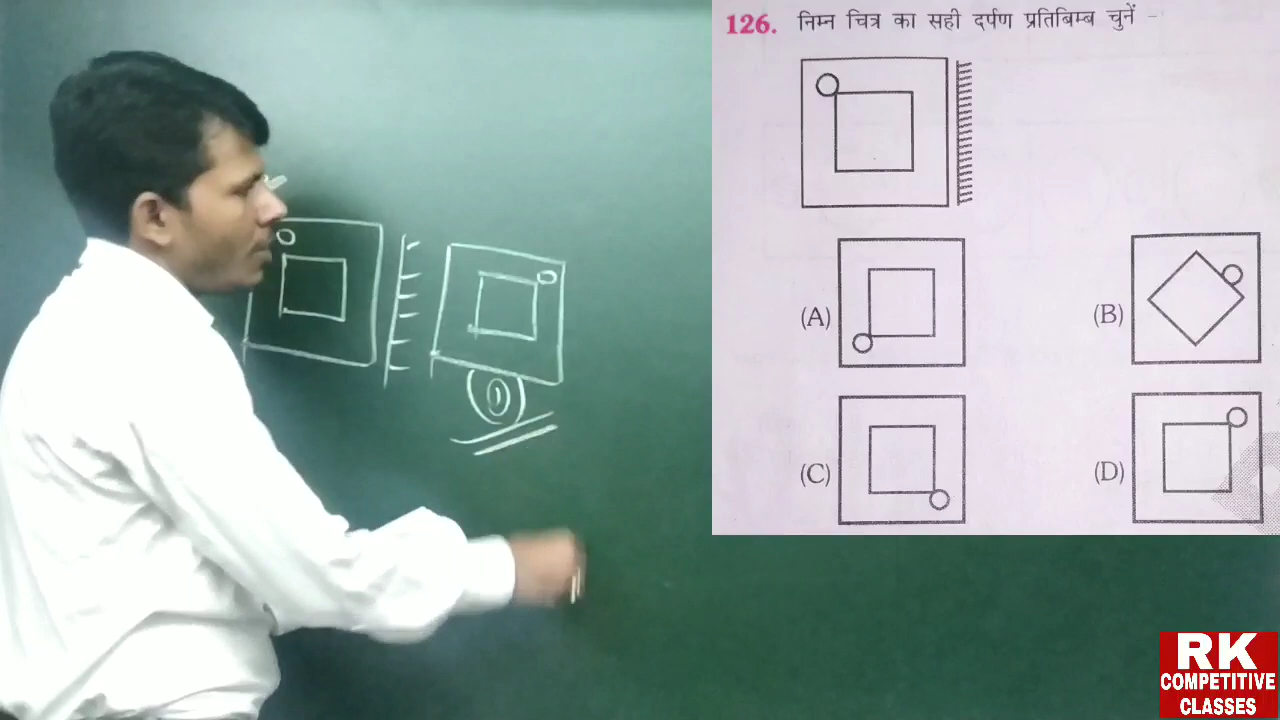 126. निम्न चित्र का सही दर्पण प्रतिबिम्ब चुनें –
(A)
(B)
(C)
(D)
RK
COMPETITIVE
CLASSES